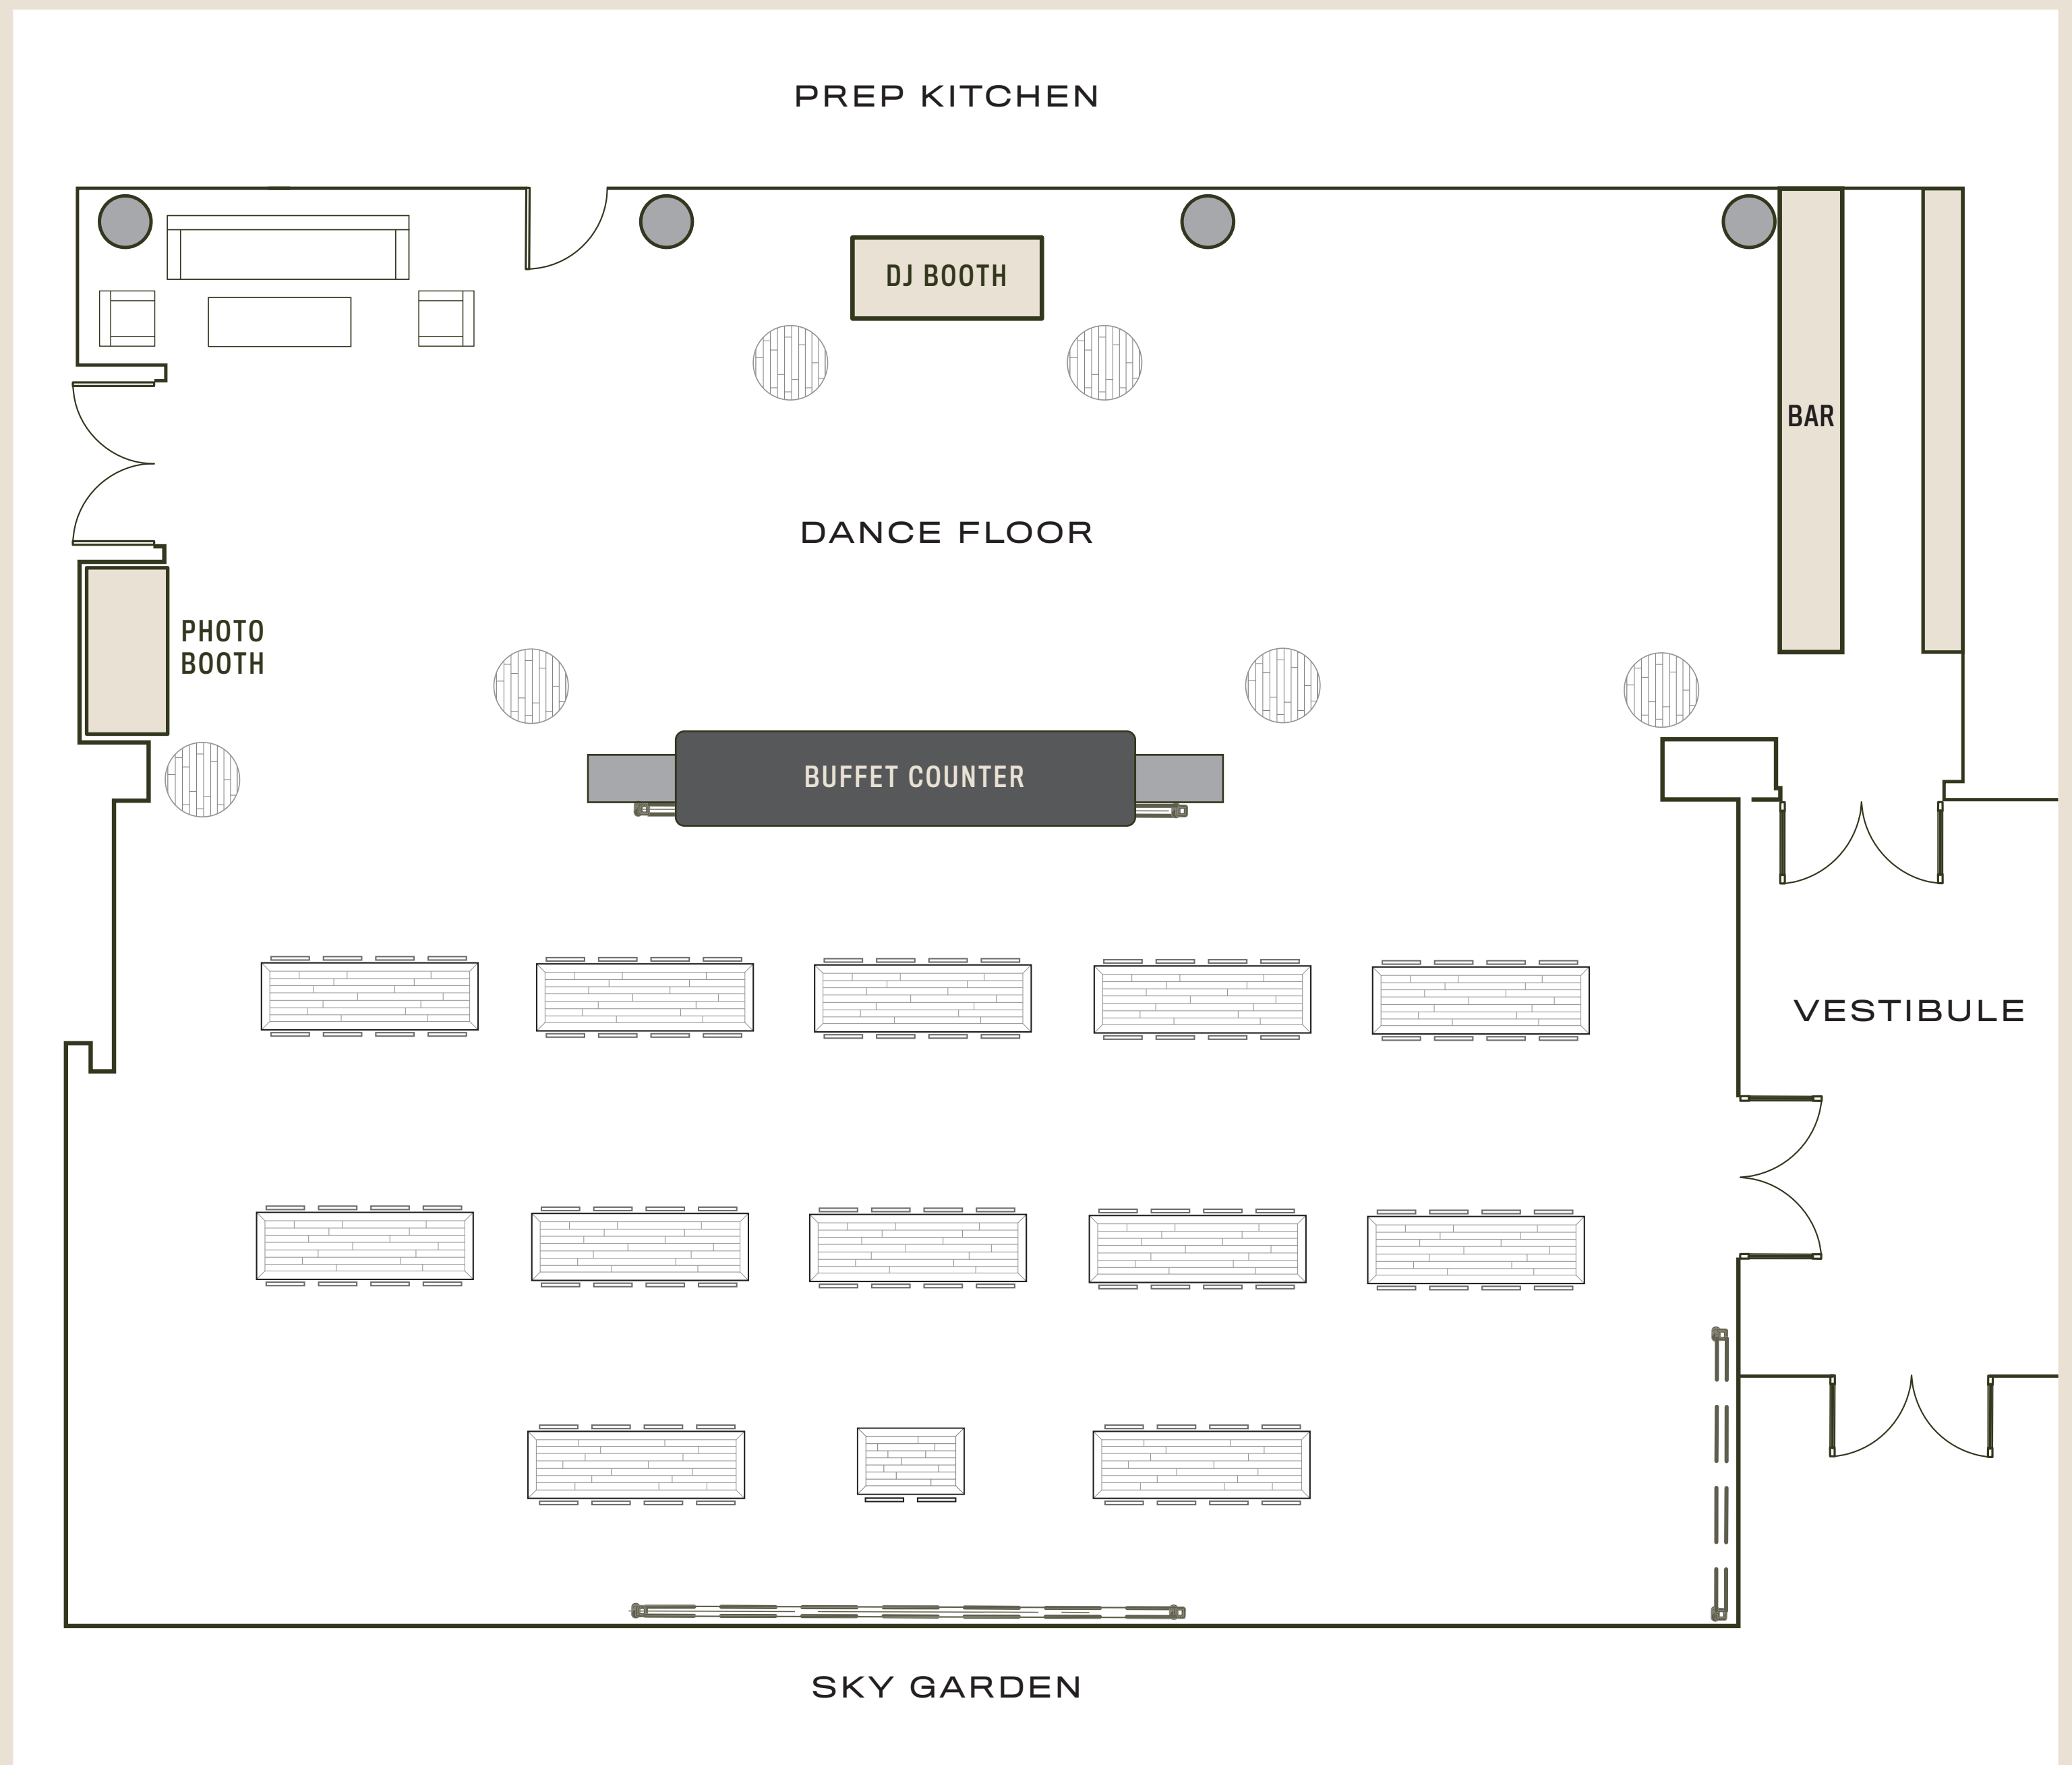 PREP KITCHEN
DJ BOOTH
BAR
DANCE FLOOR
PHOTO
BOOTH
BUFFET COUNTER
VESTIBULE
SKY GARDEN